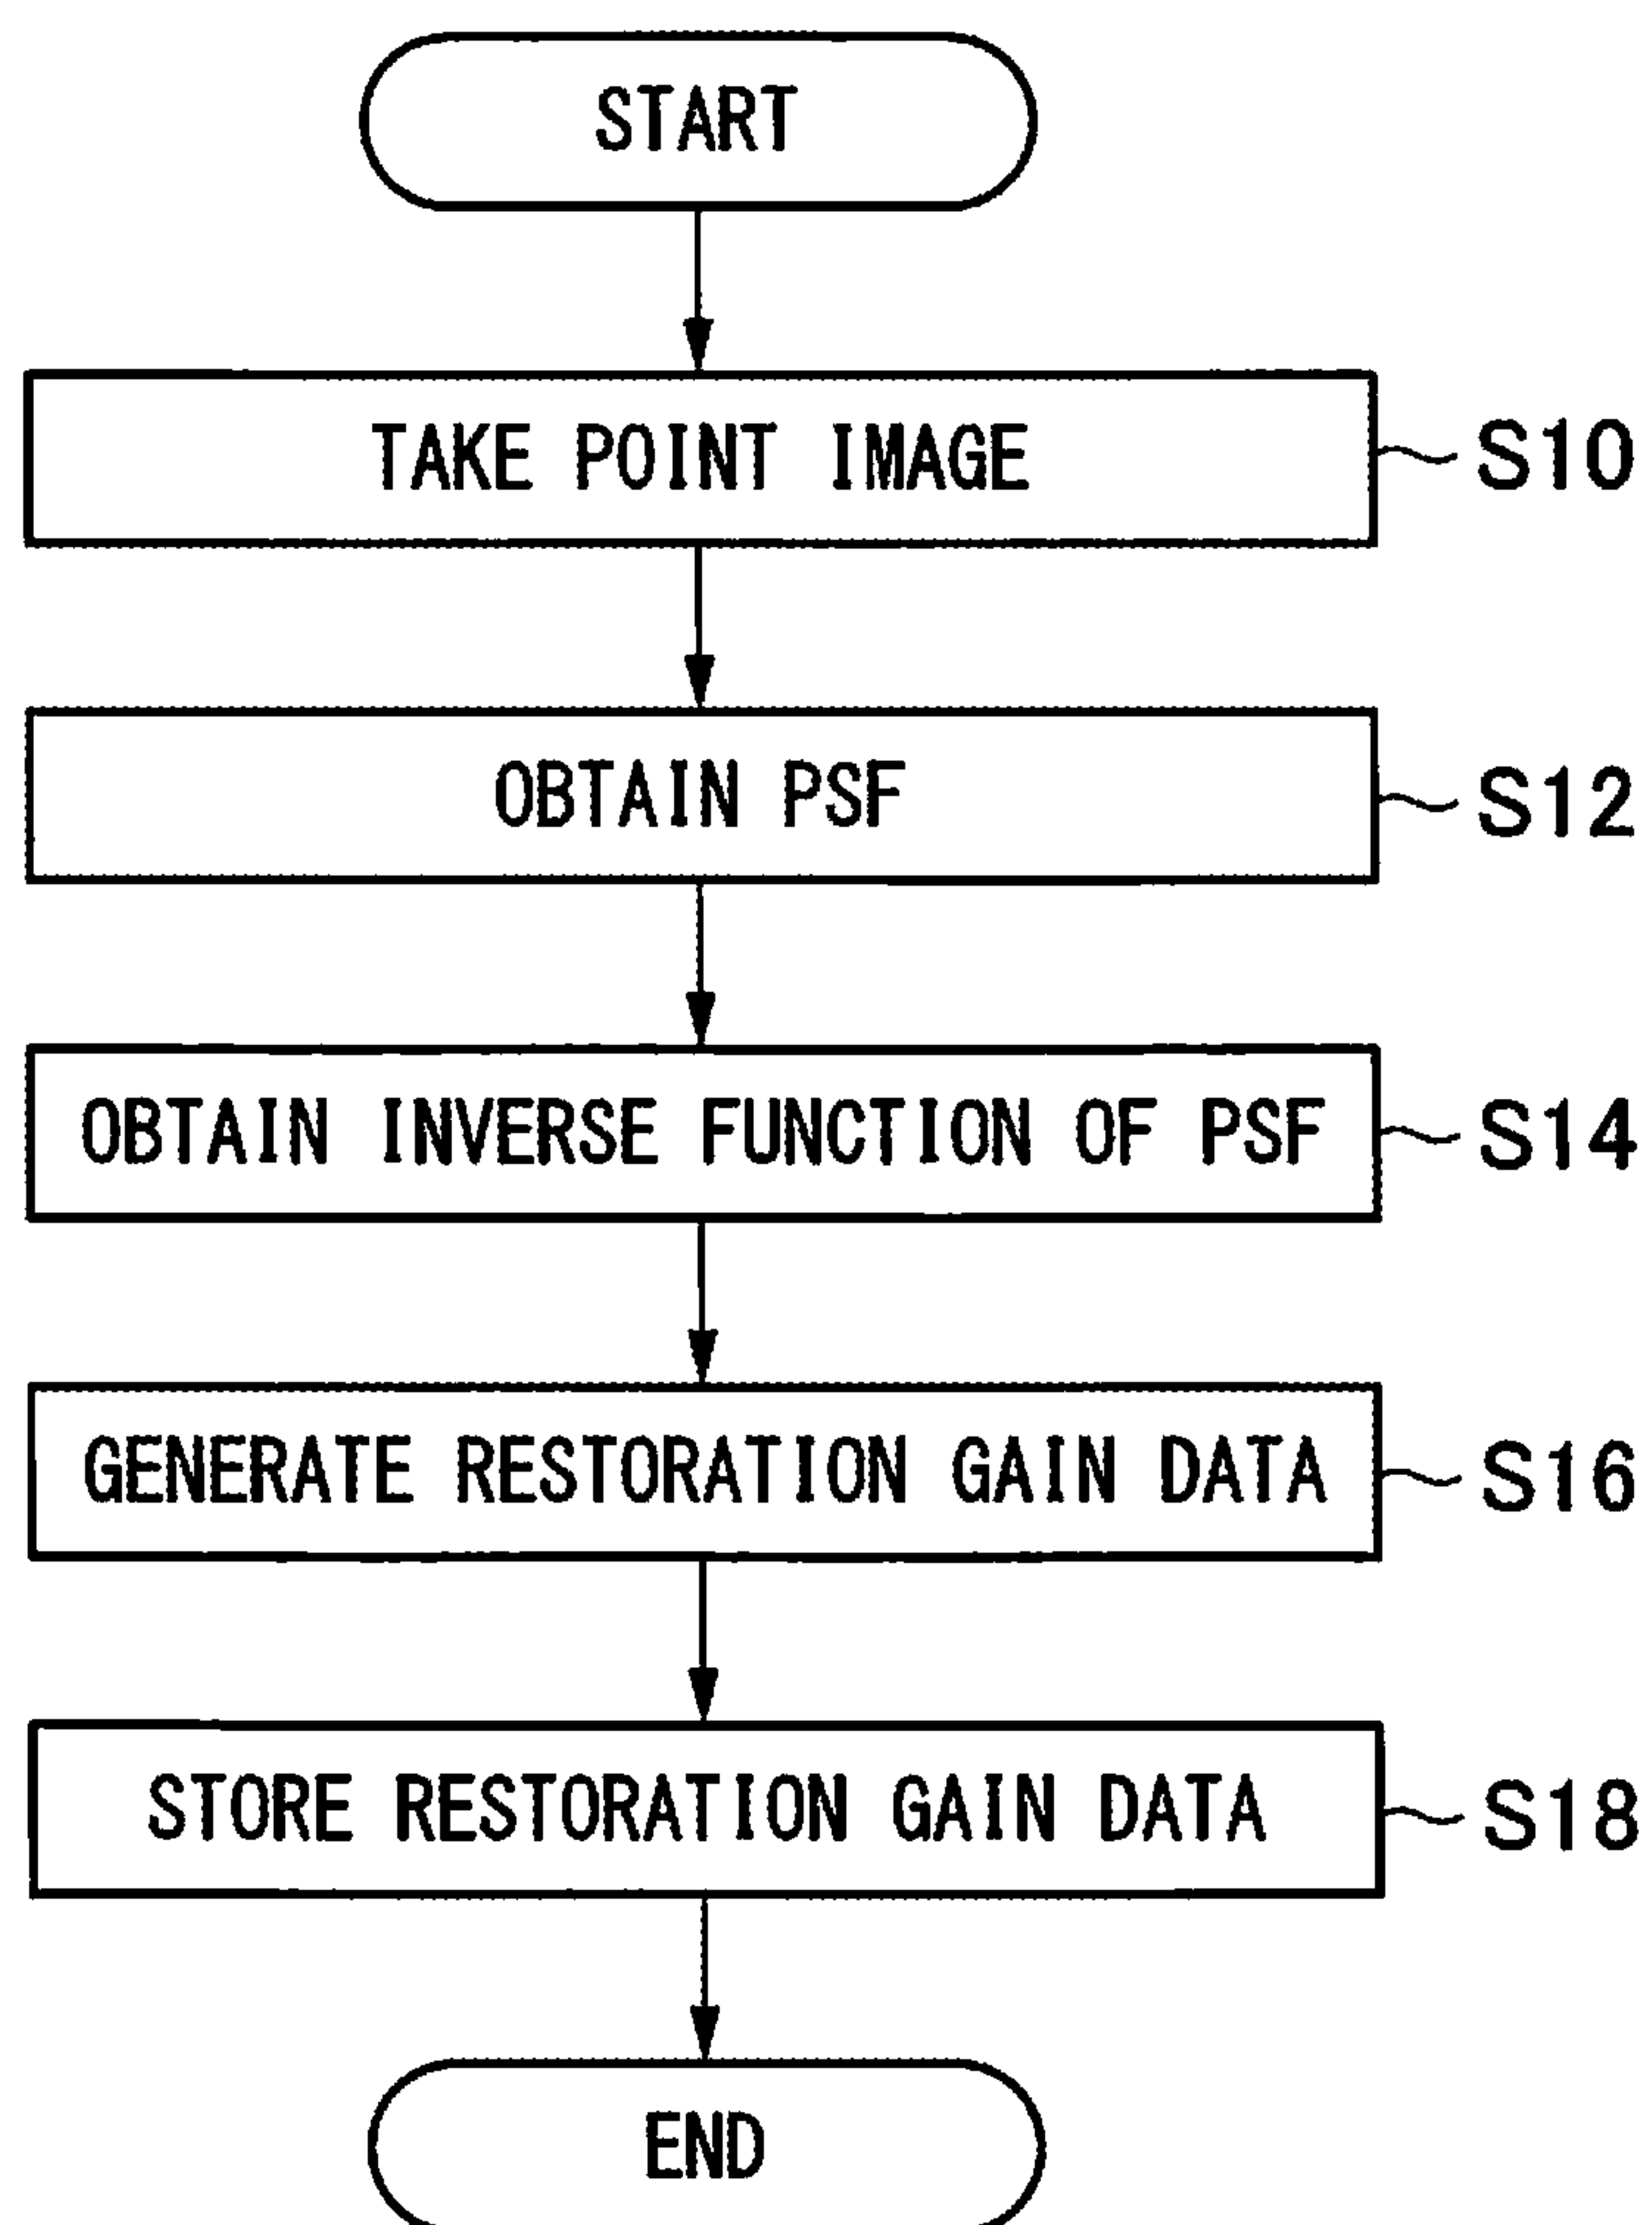 START
TAKE POINT IMAGE
S10
OBTAIN PSF
S12
OBTAIN INVERSE FUNCTION OF PSF
S14
GENERATE RESTORATION GAIN DATA
S16
STORE RESTORATION GAIN DATA
S18
END